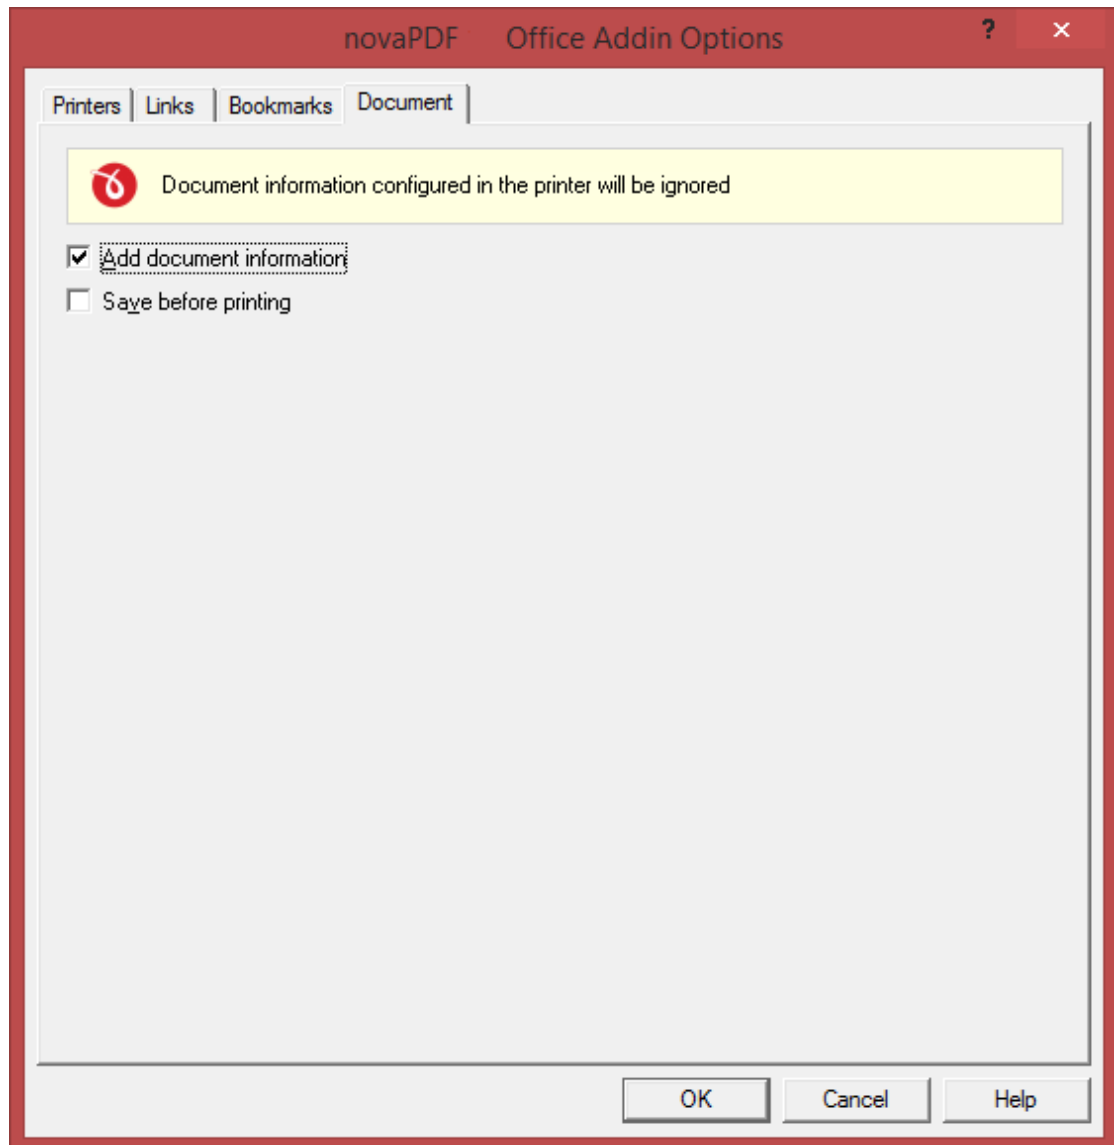 novaPDF Office Addin Options ? ×
Printers Links Bookmarks Document
Document information configured in the printer will be ignored
Add document information
Save before printing
OK Cancel Help